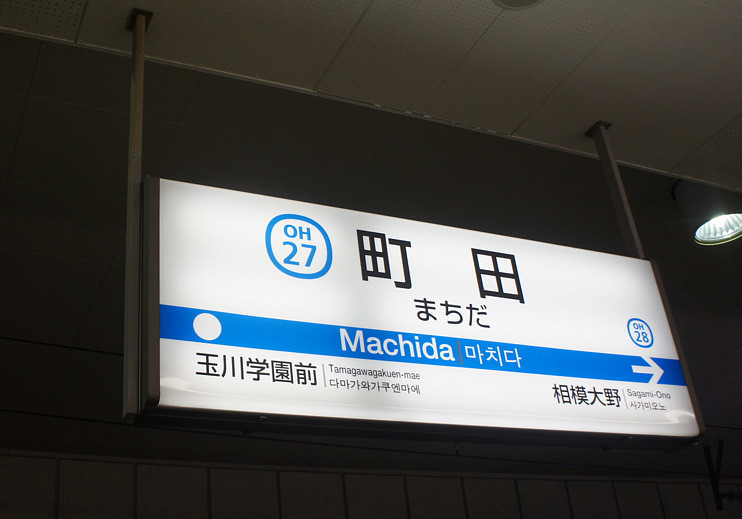 OH
27
町田
まちだ
Machida 마치다
OH
28
玉川学園前
Tamagawagakuen-mae
다마가와가쿠엔마에
相模大野
Sagami-Ono
사가미오노